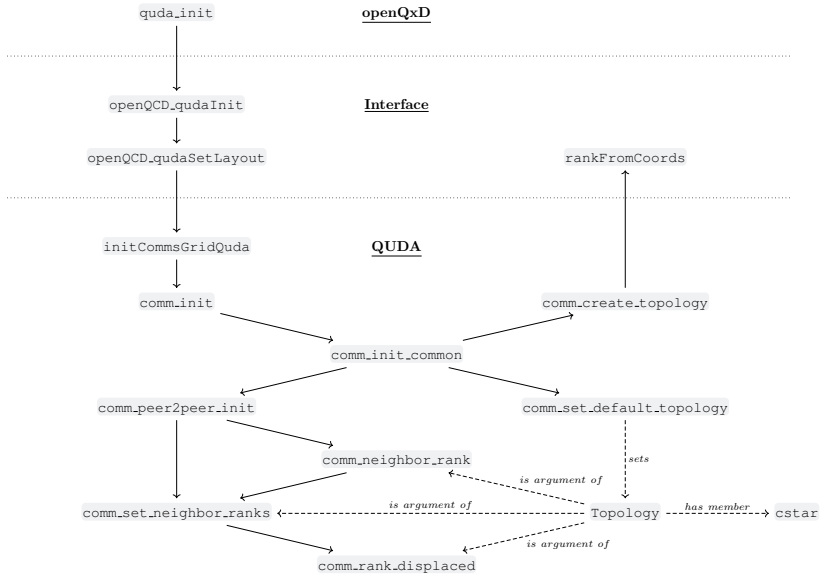 quda_init
openQxD
openQCD_qudaInit
Interface
openQCD_qudaSetLayout
rankFromCoords
initCommsGridQuda
QUDA
comm_init
comm_create_topology
comm_init_common
comm_peer2peer_init
comm_set_default_topology
comm_neighbor_rank
sets
is argument of
comm_set_neighbor_ranks
is argument of
Topology
has member
cstar
is argument of
comm_rank_displaced